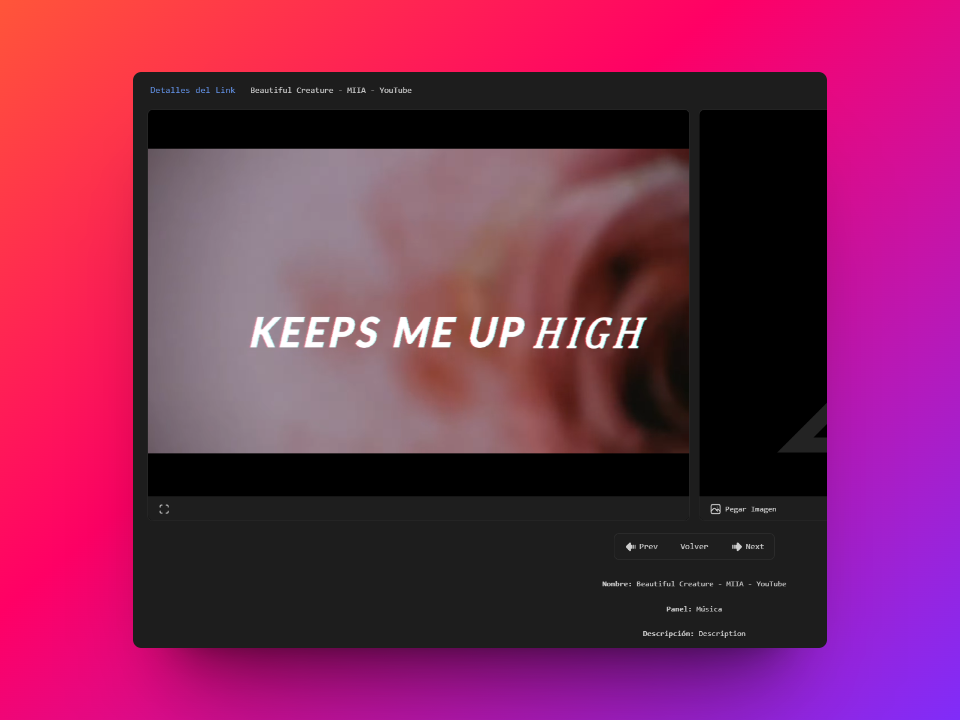 Detalles del Link Beautiful Creature - MIIA - YouTube
KEEPS ME UP HIGH
Pegar Imagen
Prev Volver Next
Nombre: Beautiful Creature - MIIA - YouTube
Panel: Música
Descripción: Description